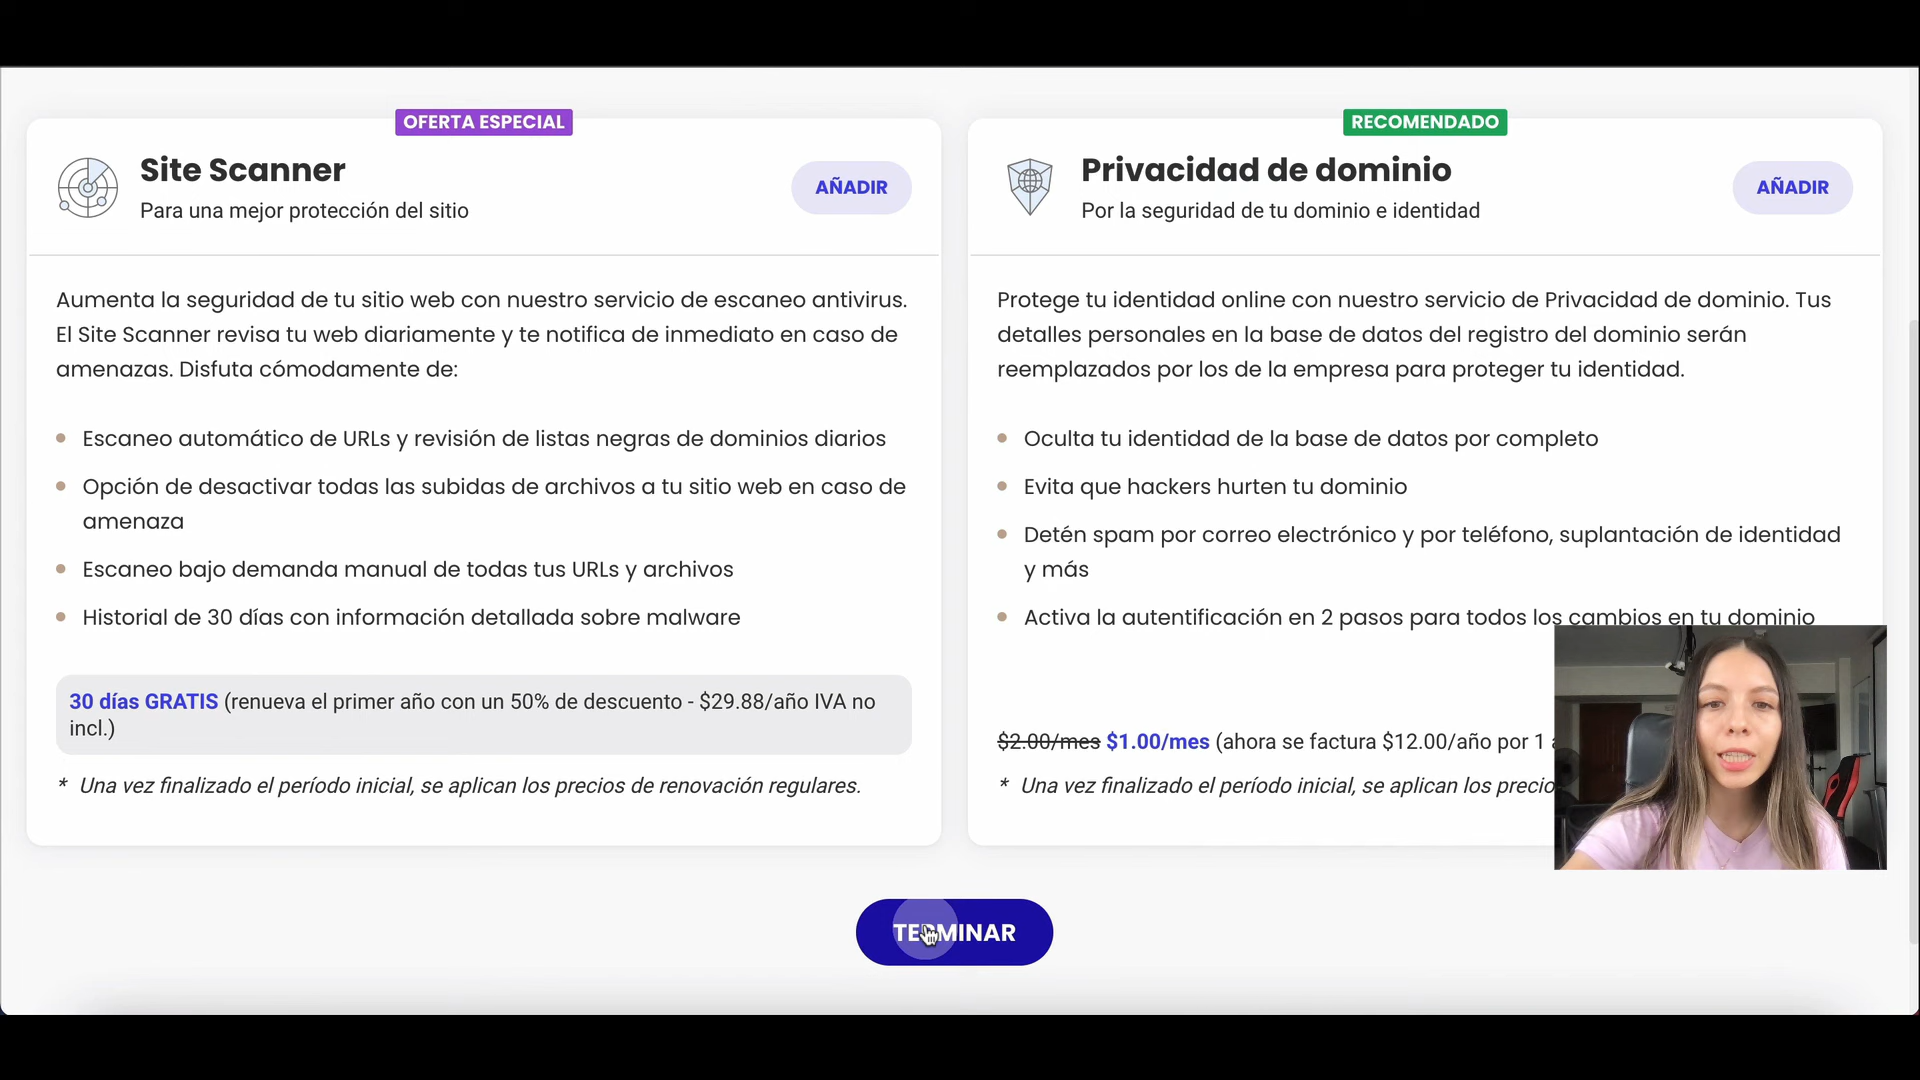 OFERTA ESPECIAL
Site Scanner
Para una mejor protección del sitio
AÑADIR
Aumenta la seguridad de tu sitio web con nuestro servicio de escaneo antivirus.
El Site Scanner revisa tu web diariamente y te notifica de inmediato en caso de
amenazas. Disfuta cómodamente de:
Escaneo automático de URLs y revisión de listas negras de dominios diarios
Opción de desactivar todas las subidas de archivos a tu sitio web en caso de
amenaza
Escaneo bajo demanda manual de todas tus URLs y archivos
Historial de 30 días con información detallada sobre malware
30 días GRATIS (renueva el primer año con un 50% de descuento - $29.88/año IVA no
incl.)
* Una vez finalizado el período inicial, se aplican los precios de renovación regulares.
RECOMENDADO
Privacidad de dominio
Por la seguridad de tu dominio e identidad
AÑADIR
Protege tu identidad online con nuestro servicio de Privacidad de dominio. Tus
detalles personales en la base de datos del registro del dominio serán
reemplazados por los de la empresa para proteger tu identidad.
Oculta tu identidad de la base de datos por completo
Evita que hackers hurten tu dominio
Detén spam por correo electrónico y por teléfono, suplantación de identidad
y más
Activa la autentificación en 2 pasos para todos los cambios en tu dominio
$2.00/mes $1.00/mes (ahora se factura $12.00/año por 1
* Una vez finalizado el período inicial, se aplican los precio
TERMINAR